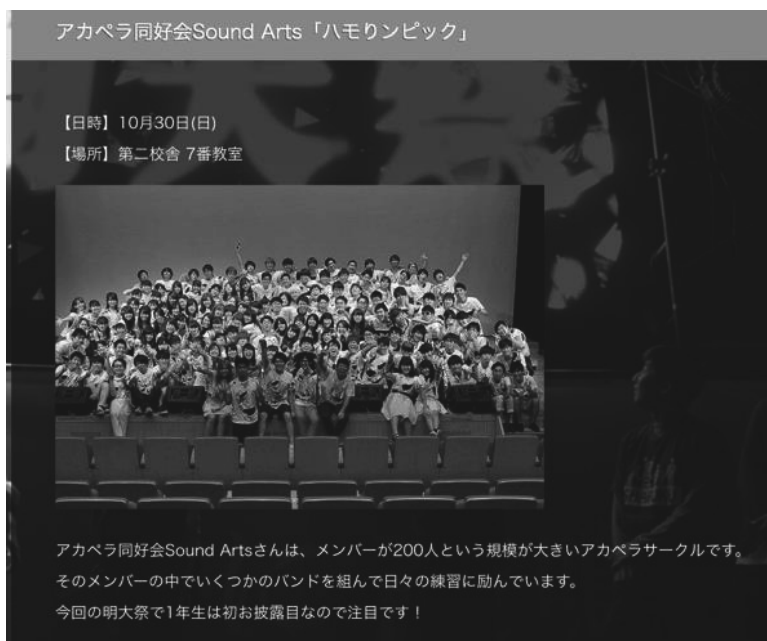 アカペラ同好会Sound Arts「ハモりンピック」
【日時】10月30日(日)
【場所】第二校舎 7番教室
アカペラ同好会Sound Artsさんは、メンバーが200人という規模が大きいアカペラサークルです。
そのメンバーの中でいくつかのバンドを組んで日々の練習に励んでいます。
今回の明大祭で1年生は初お披露目なので注目です！